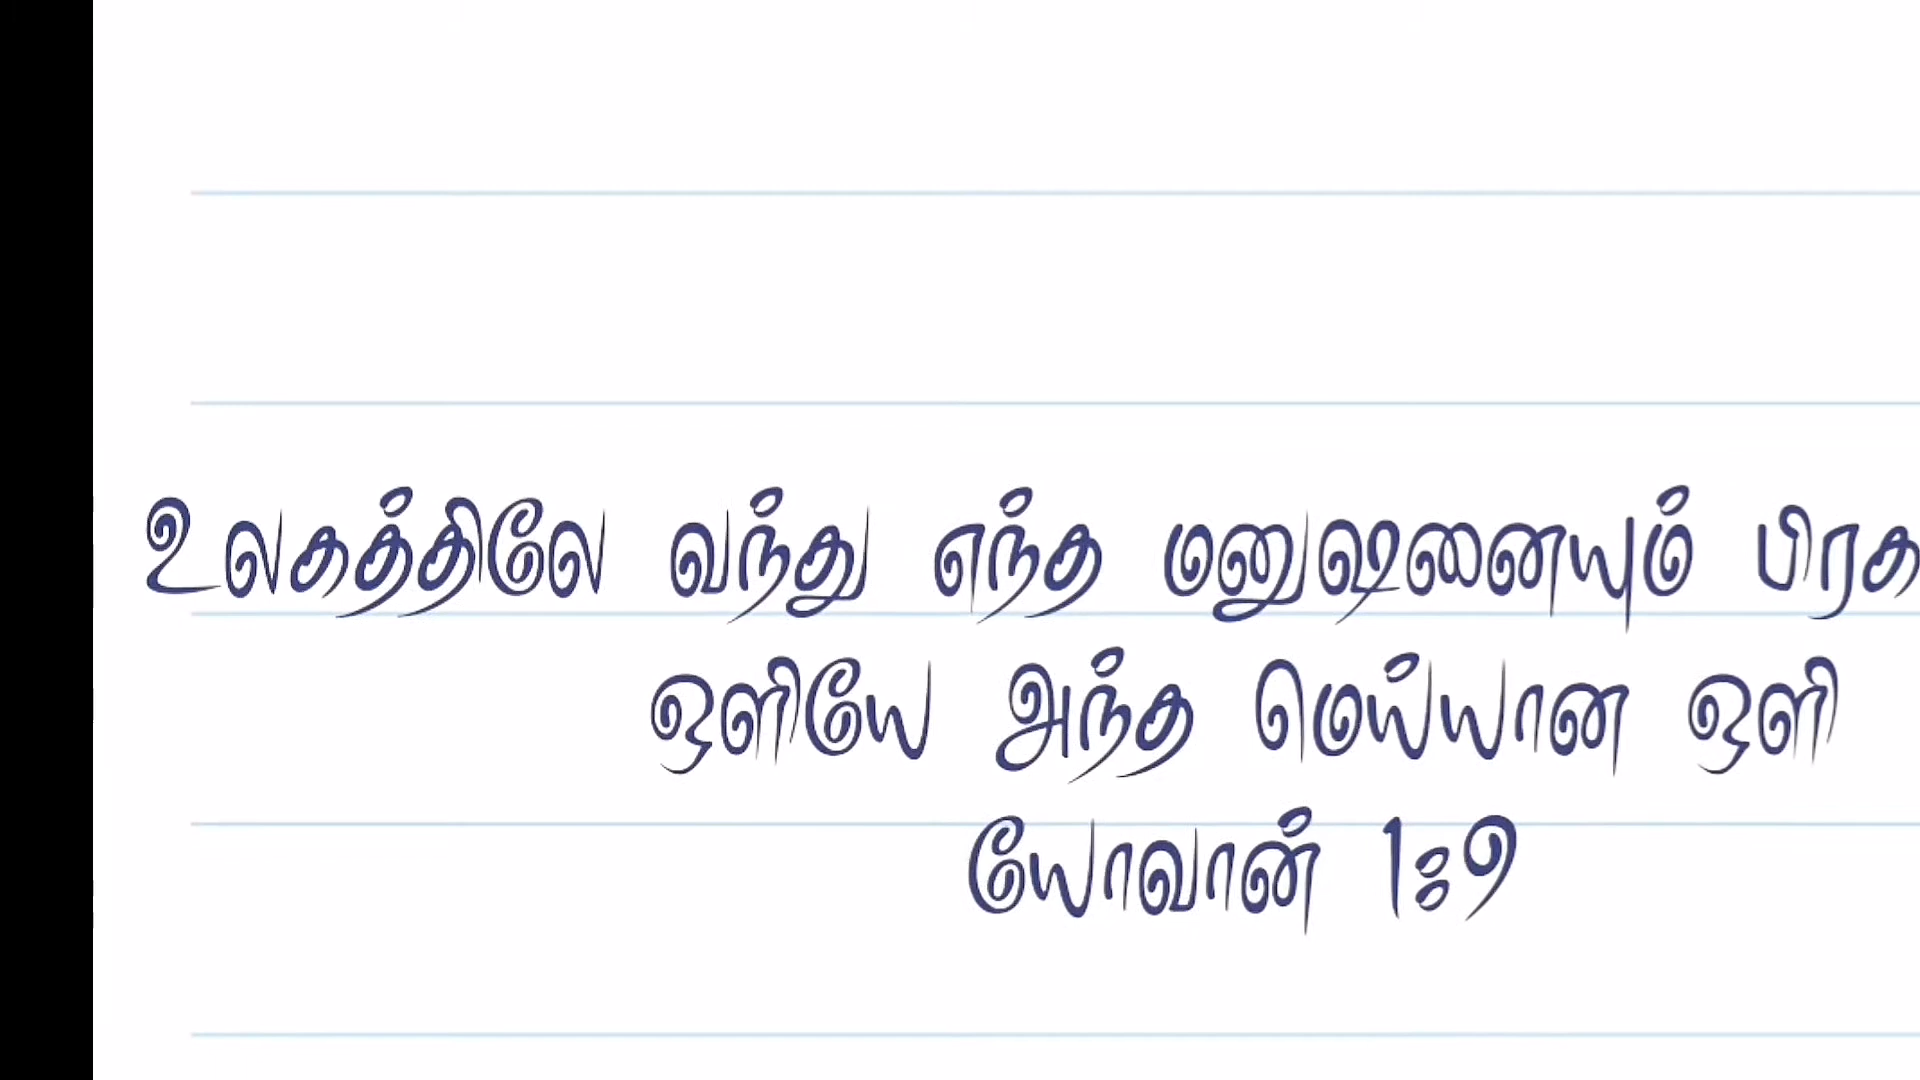 உலகத்திலே வந்து எந்த மனுஷனையும் பிரக
ஒளியே அந்த மெய்யான ஒளி
யோவான் 1:9